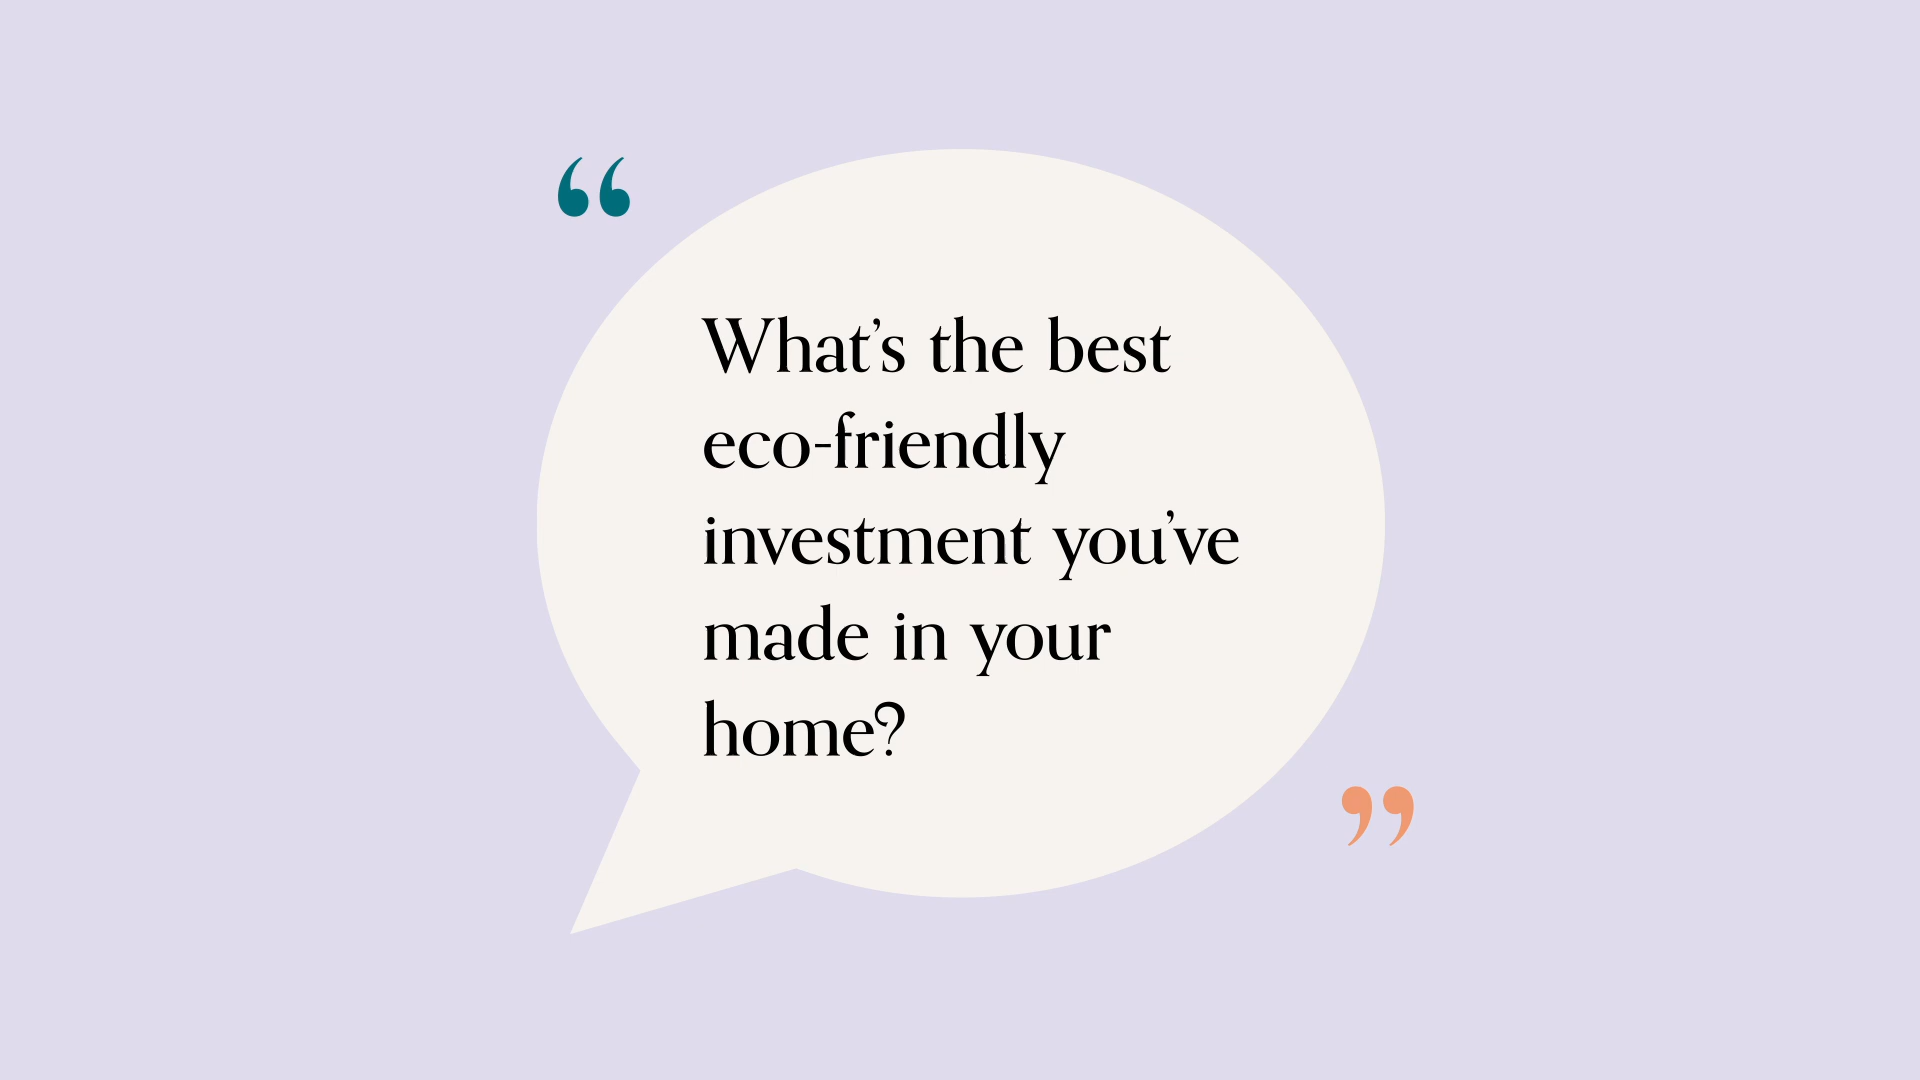 “
What’s the best
eco-friendly
investment you’ve
made in your
home?
”